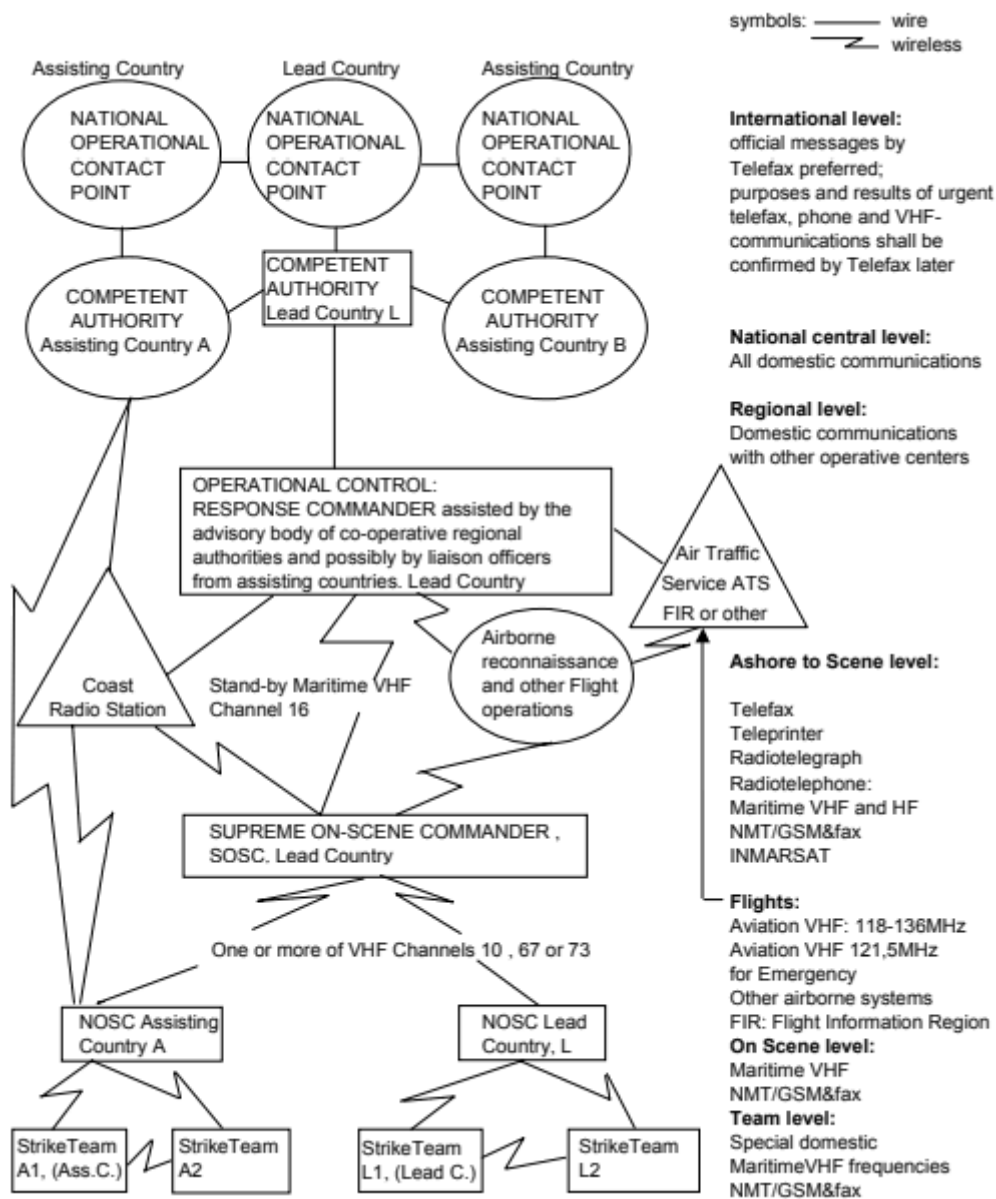 symbols: wire
wireless
Assisting Country
Lead Country
Assisting Country
NATIONAL
OPERATIONAL
CONTACT
POINT
NATIONAL
OPERATIONAL
CONTACT
POINT
NATIONAL
OPERATIONAL
CONTACT
POINT
COMPETENT
AUTHORITY
Assisting Country A
COMPETENT
AUTHORITY
Lead Country L
COMPETENT
AUTHORITY
Assisting Country B
OPERATIONAL CONTROL:
RESPONSE COMMANDER assisted by the
advisory body of co-operative regional
authorities and possibly by liaison officers
from assisting countries. Lead Country
Air Traffic
Service ATS
FIR or other
Airborne
reconnaissance
and other Flight
operations
Coast
Radio Station
Stand-by Maritime VHF
Channel 16
SUPREME ON-SCENE COMMANDER ,
SOSC, Lead Country
One or more of VHF Channels 10 , 67 or 73
NOSC Assisting
Country A
NOSC Lead
Country, L
StrikeTeam
A1, (Ass.C.)
StrikeTeam
A2
StrikeTeam
L1, (Lead C.)
StrikeTeam
L2
International level:
official messages by
Telefax preferred;
purposes and results of urgent
telefax, phone and VHF-
communications shall be
confirmed by Telefax later
National central level:
All domestic communications
Regional level:
Domestic communications
with other operative centers
Ashore to Scene level:
Telefax
Teleprinter
Radiotelegraph
Radiotelephone:
Maritime VHF and HF
NMT/GSM&fax
INMARSAT
Flights:
Aviation VHF: 118-136MHz
Aviation VHF 121,5MHz
for Emergency
Other airborne systems
FIR: Flight Information Region
On Scene level:
Maritime VHF
NMT/GSM&fax
Team level:
Special domestic
MaritimeVHF frequencies
NMT/GSM&fax